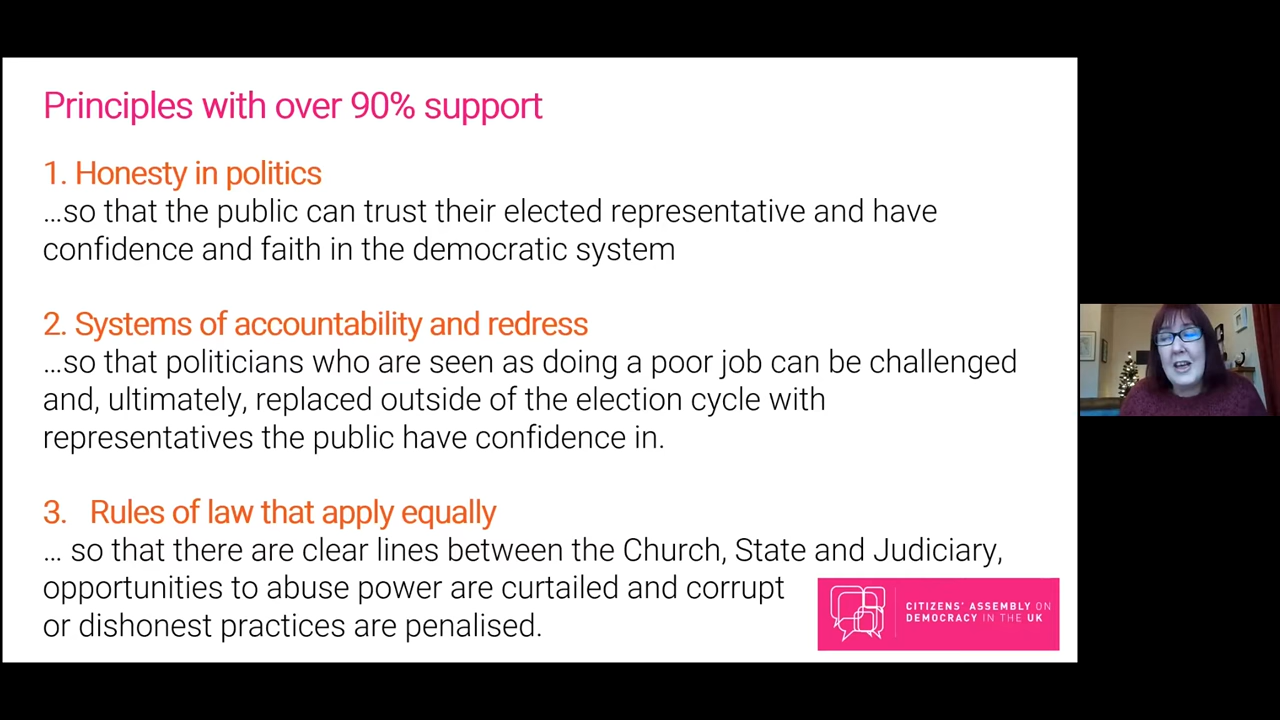 Principles with over 90% support
1. Honesty in politics
...so that the public can trust their elected representative and have
confidence and faith in the democratic system
2. Systems of accountability and redress
...so that politicians who are seen as doing a poor job can be challenged
and, ultimately, replaced outside of the election cycle with
representatives the public have confidence in.
3. Rules of law that apply equally
... so that there are clear lines between the Church, State and Judiciary,
opportunities to abuse power are curtailed and corrupt
or dishonest practices are penalised.
CITIZENS' ASSEMBLY ON
DEMOCRACY IN THE UK